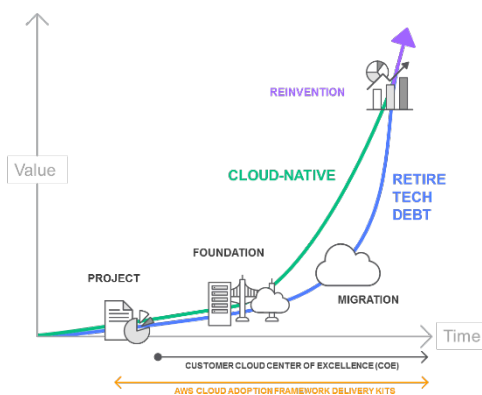 REINVENTION
Value
CLOUD-NATIVE
RETIRE
TECH
DEBT
FOUNDATION
PROJECT
MIGRATION
Time
CUSTOMER CLOUD CENTER OF EXCELLENCE (COE)
AWS CLOUD ADOPTION FRAMEWORK DELIVERY KITS